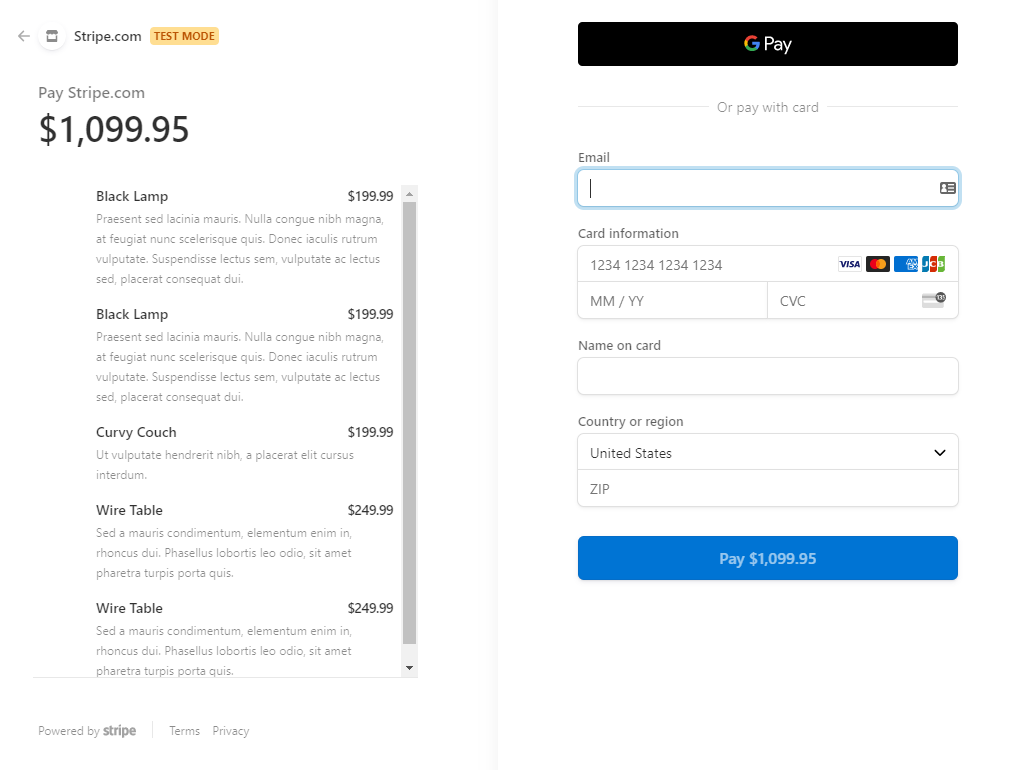 Stripe.com TEST MODE
Pay Stripe.com
$1,099.95
Black Lamp $199.99
Praesent sed lacinia mauris. Nulla congue nibh magna,
at feugiat nunc scelerisque quis. Donec iaculis rutrum
vulputate. Suspendisse lectus sem, vulputate ac lectus
sed, placerat consequat dui.
Black Lamp $199.99
Praesent sed lacinia mauris. Nulla congue nibh magna,
at feugiat nunc scelerisque quis. Donec iaculis rutrum
vulputate. Suspendisse lectus sem, vulputate ac lectus
sed, placerat consequat dui.
Curvy Couch $199.99
Ut vulputate hendrerit nibh, a placerat elit cursus
interdum.
Wire Table $249.99
Sed a mauris condimentum, elementum enim in,
rhoncus dui. Phasellus lobortis leo odio, sit amet
pharetra turpis porta quis.
Wire Table $249.99
Sed a mauris condimentum, elementum enim in,
rhoncus dui. Phasellus lobortis leo odio, sit amet
pharetra turpis porta quis.
Powered by stripe Terms Privacy
G Pay
Or pay with card
Email
Card information
1234 1234 1234 1234 VISA AMEX JCB
MM / YY CVC 135
Name on card
Country or region
United States
ZIP
Pay $1,099.95